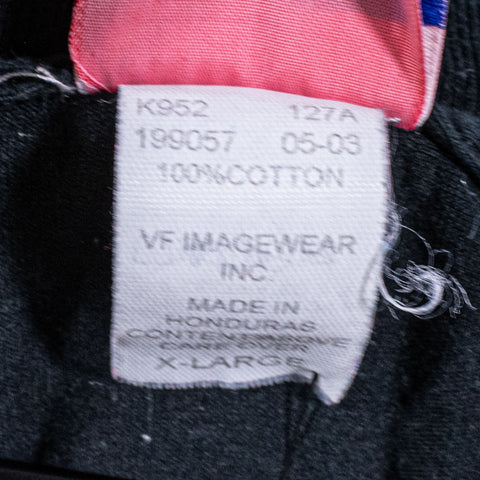 K952 127A
199057 05-03
100%COTTON
VF IMAGEWEAR
INC.
MADE IN
HONDURAS
X-LARGE